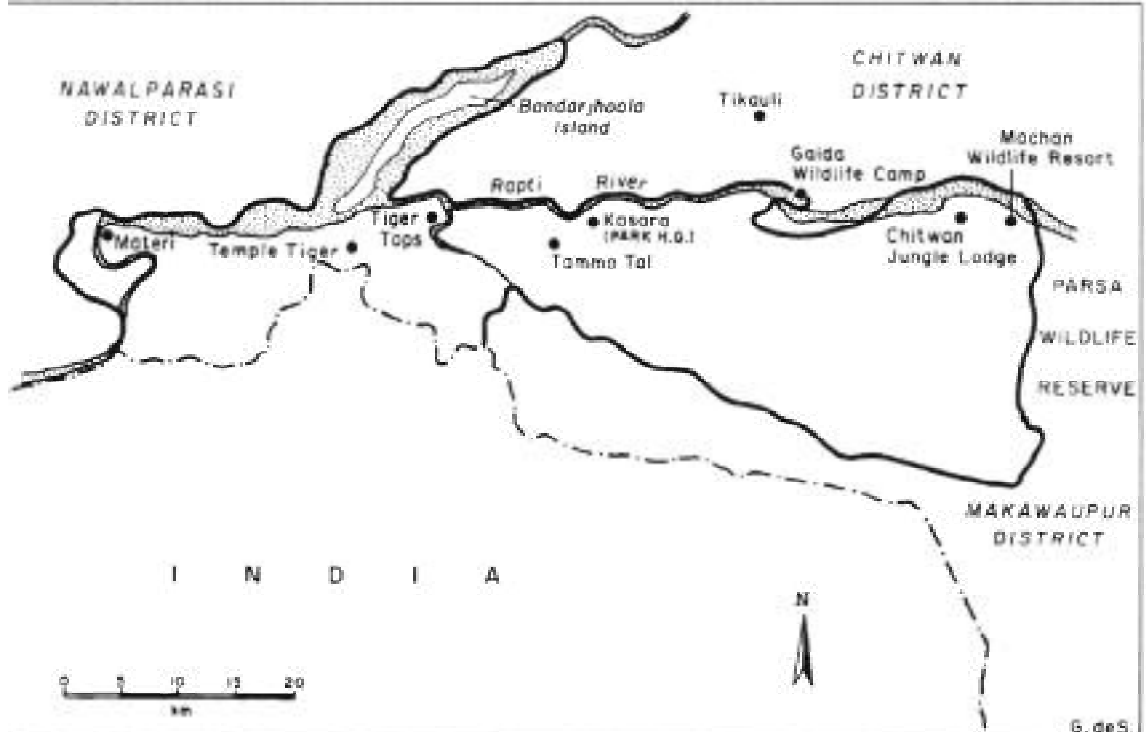 NAWALPARASI
DISTRICT
CHITWAN
DISTRICT
Bandarjhoola
Island
Tikauli
Machan
Wildlife Resort
Gaida
Wildlife Camp
Rapti River
Tiger
Tops
Kasara
(PARK H.Q.)
Materi
Temple Tiger
Tamma Tal
Chitwan
Jungle Lodge
PARSA
WILDLIFE
RESERVE
MAKAWAUPUR
DISTRICT
I N D I A
N
0 5 10 15 20
km
G. deS.